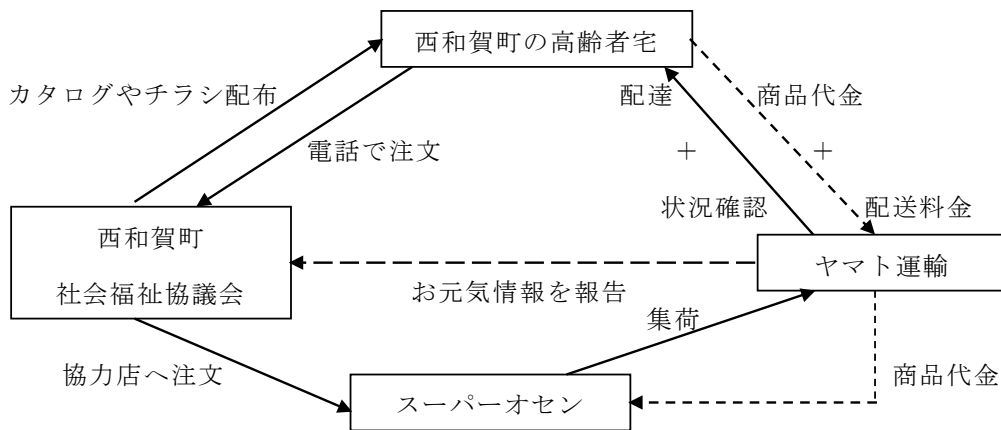 西和賀町の高齢者宅
カタログやチラシ配布
配達
商品代金
電話で注文
＋
＋
状況確認
配送料金
西和賀町
社会福祉協議会
ヤマト運輸
お元気情報を報告
集荷
協力店へ注文
商品代金
スーパーオセン